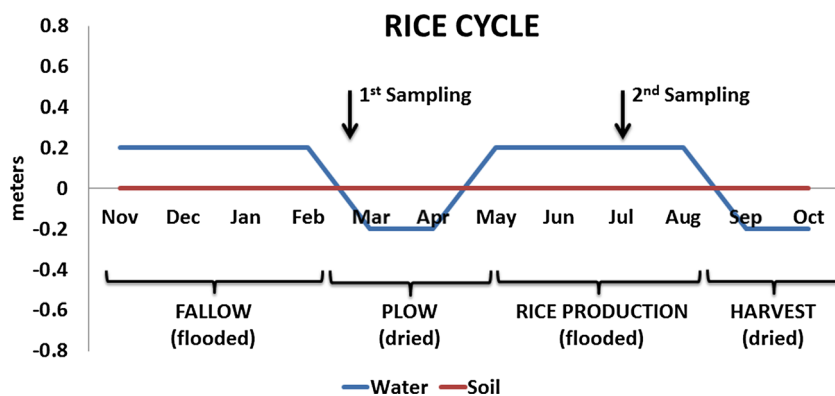 RICE CYCLE
0.8
0.6
0.4
0.2
0
-0.2
-0.4
-0.6
-0.8
meters
1st Sampling
2nd Sampling
Nov Dec Jan Feb Mar Apr May Jun Jul Aug Sep Oct
FALLOW
(flooded)
PLOW
(dried)
RICE PRODUCTION
(flooded)
HARVEST
(dried)
Water Soil